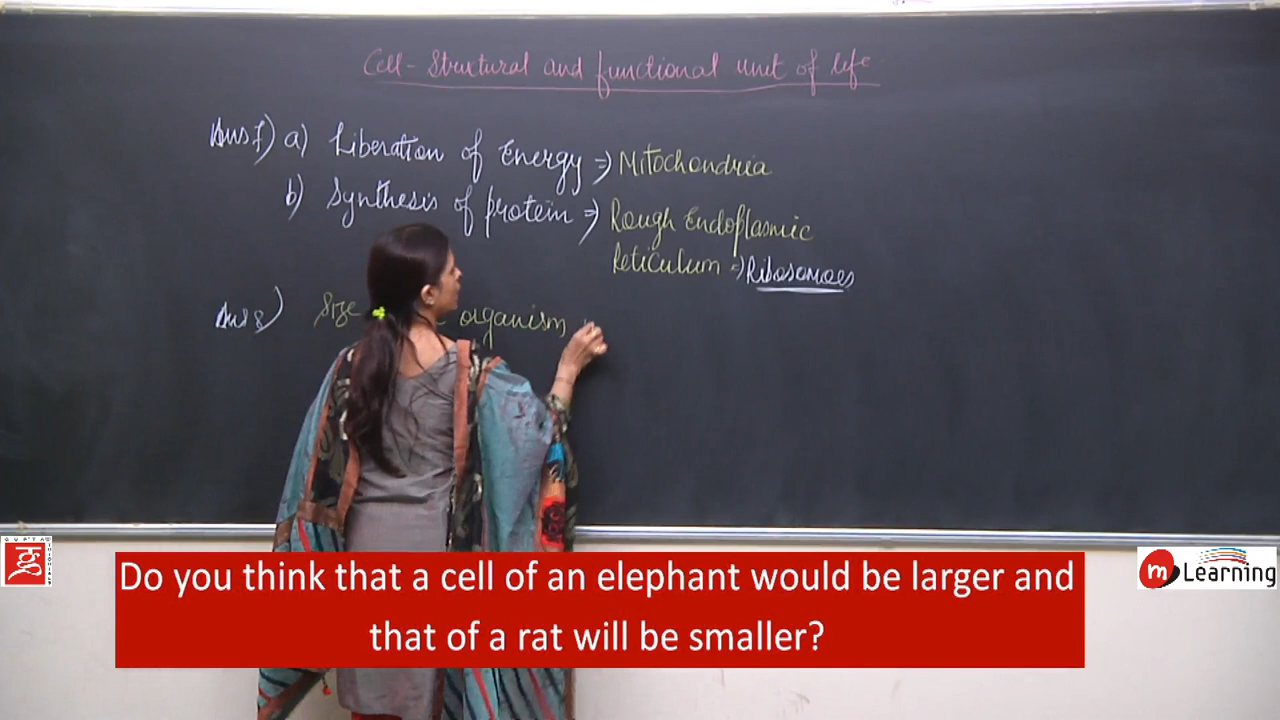 Cell - Structural and functional unit of life
Ans 7) a) Liberation of Energy => Mitochondria
b) Synthesis of protein => Rough Endoplasmic
Reticulum => Ribosomes
Ans 8) Size organism
GUPTA
Do you think that a cell of an elephant would be larger and
that of a rat will be smaller?
m Learning